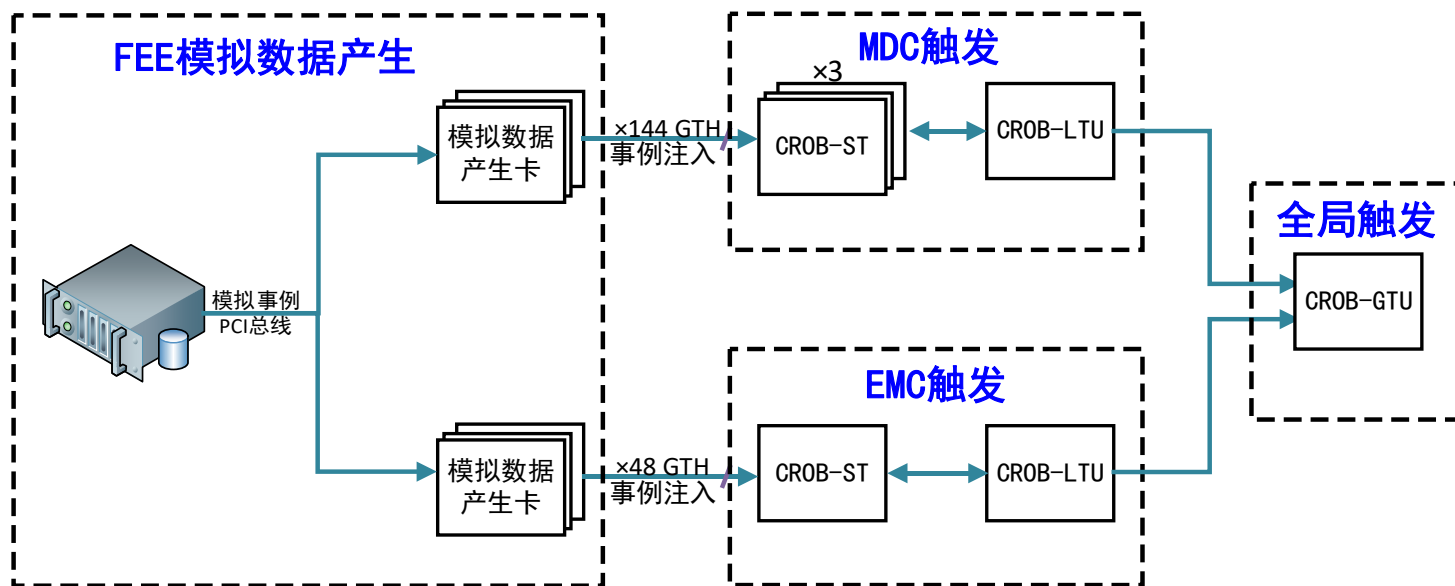 FEE模拟数据产生
模拟事例
PCI总线
模拟数据
产生卡
模拟数据
产生卡
×144 GTH
事例注入
×48 GTH
事例注入
MDC触发
×3
CROB-ST
CROB-LTU
EMC触发
CROB-ST
CROB-LTU
全局触发
CROB-GTU